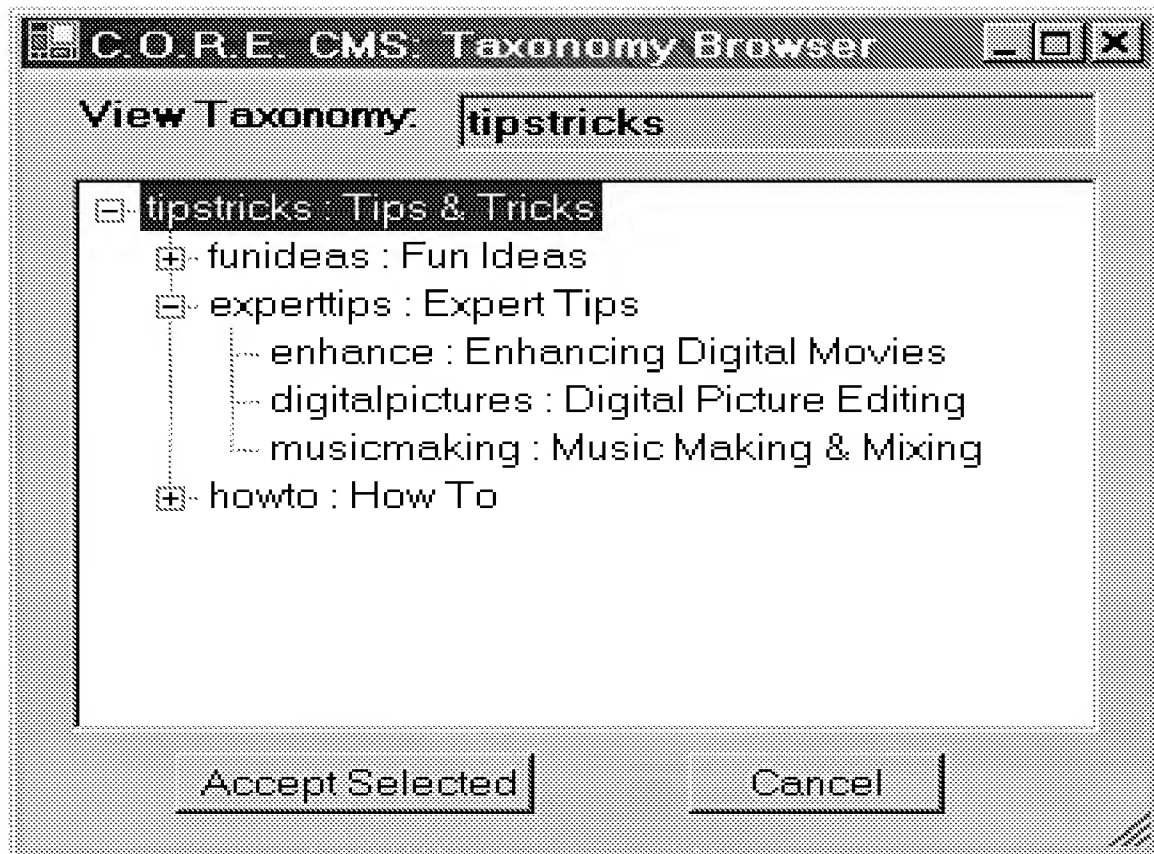 C.O.R.E. CMS: Taxonomy Browser
View Taxonomy: tipstricks
tipstricks : Tips & Tricks
funideas : Fun Ideas
experttips : Expert Tips
enhance : Enhancing Digital Movies
digitalpictures : Digital Picture Editing
musicmaking : Music Making & Mixing
howto : How To
Accept Selected Cancel